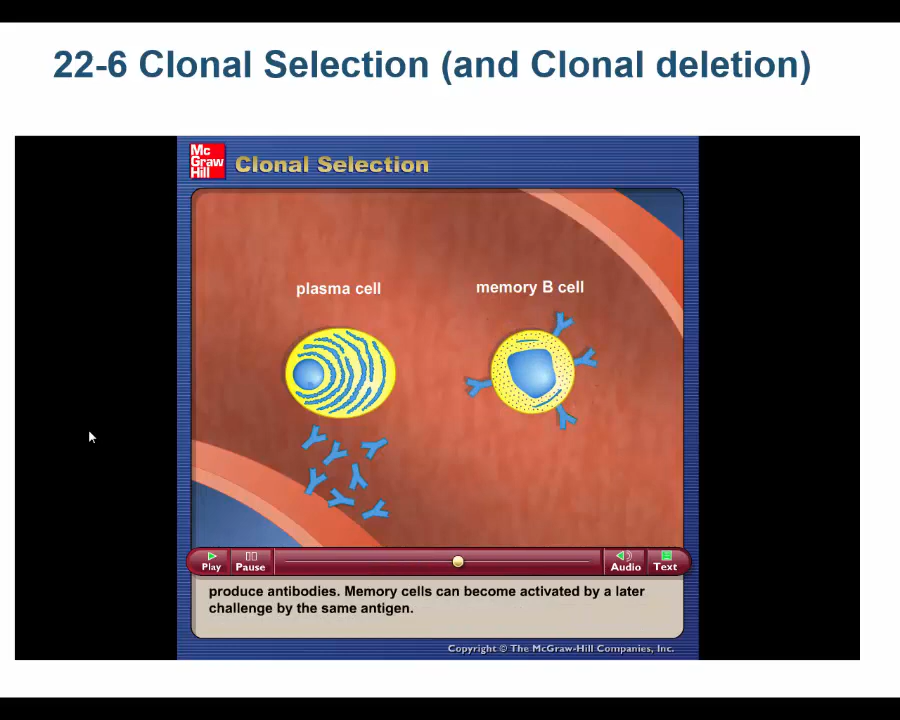 22-6 Clonal Selection (and Clonal deletion)
Mc
Graw
Hill
Clonal Selection
plasma cell
memory B cell
Play
Pause
Audio
Text
produce antibodies. Memory cells can become activated by a later
challenge by the same antigen.
Copyright © The McGraw-Hill Companies, Inc.